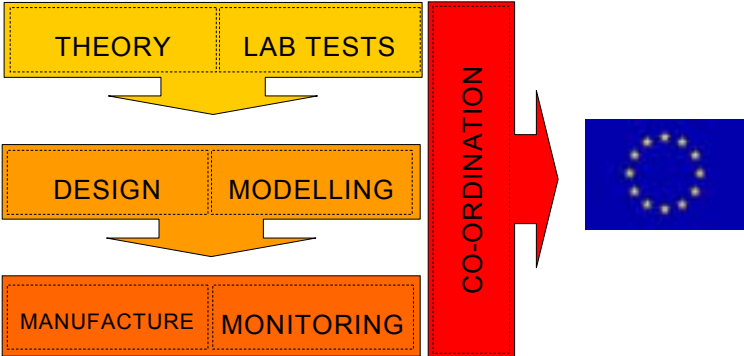 THEORY
LAB TESTS
DESIGN
MODELLING
MANUFACTURE
MONITORING
CO-ORDINATION